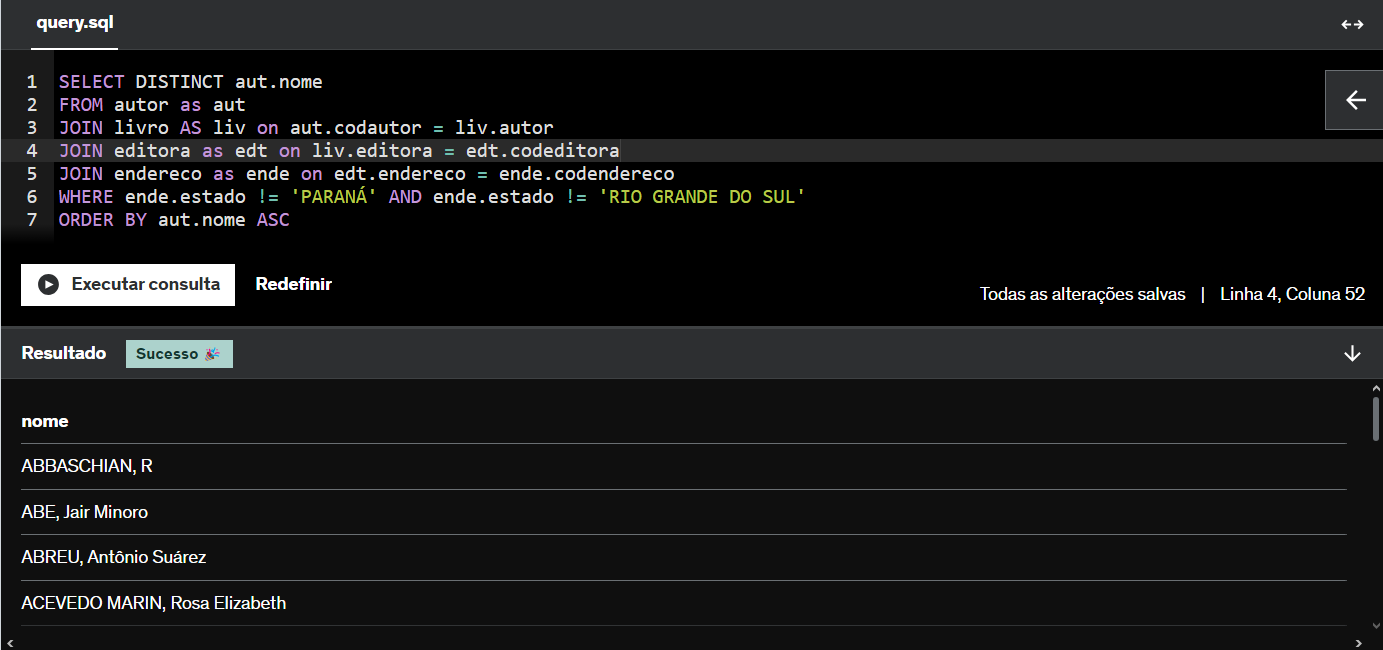 query.sql
1 SELECT DISTINCT aut.nome
2 FROM autor as aut
3 JOIN livro AS liv on aut.codautor = liv.autor
4 JOIN editora as edt on liv.editora = edt.codeditora
5 JOIN endereco as ende on edt.endereco = ende.codendereco
6 WHERE ende.estado != 'PARANÁ' AND ende.estado != 'RIO GRANDE DO SUL'
7 ORDER BY aut.nome ASC
Executar consulta Redefinir
Todas as alterações salvas | Linha 4, Coluna 52
Resultado Sucesso 🎉
nome
ABBASCHIAN, R
ABE, Jair Minoro
ABREU, Antônio Suárez
ACEVEDO MARIN, Rosa Elizabeth